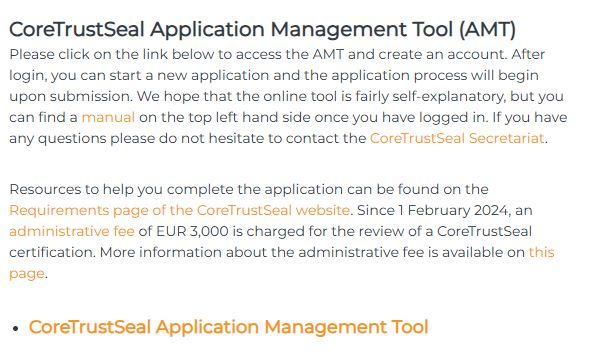 CoreTrustSeal Application Management Tool (AMT)
Please click on the link below to access the AMT and create an account. After
login, you can start a new application and the application process will begin
upon submission. We hope that the online tool is fairly self-explanatory, but you
can find a manual on the top left hand side once you have logged in. If you have
any questions please do not hesitate to contact the CoreTrustSeal Secretariat.
Resources to help you complete the application can be found on the
Requirements page of the CoreTrustSeal website. Since 1 February 2024, an
administrative fee of EUR 3,000 is charged for the review of a CoreTrustSeal
certification. More information about the administrative fee is available on this
page.
• CoreTrustSeal Application Management Tool